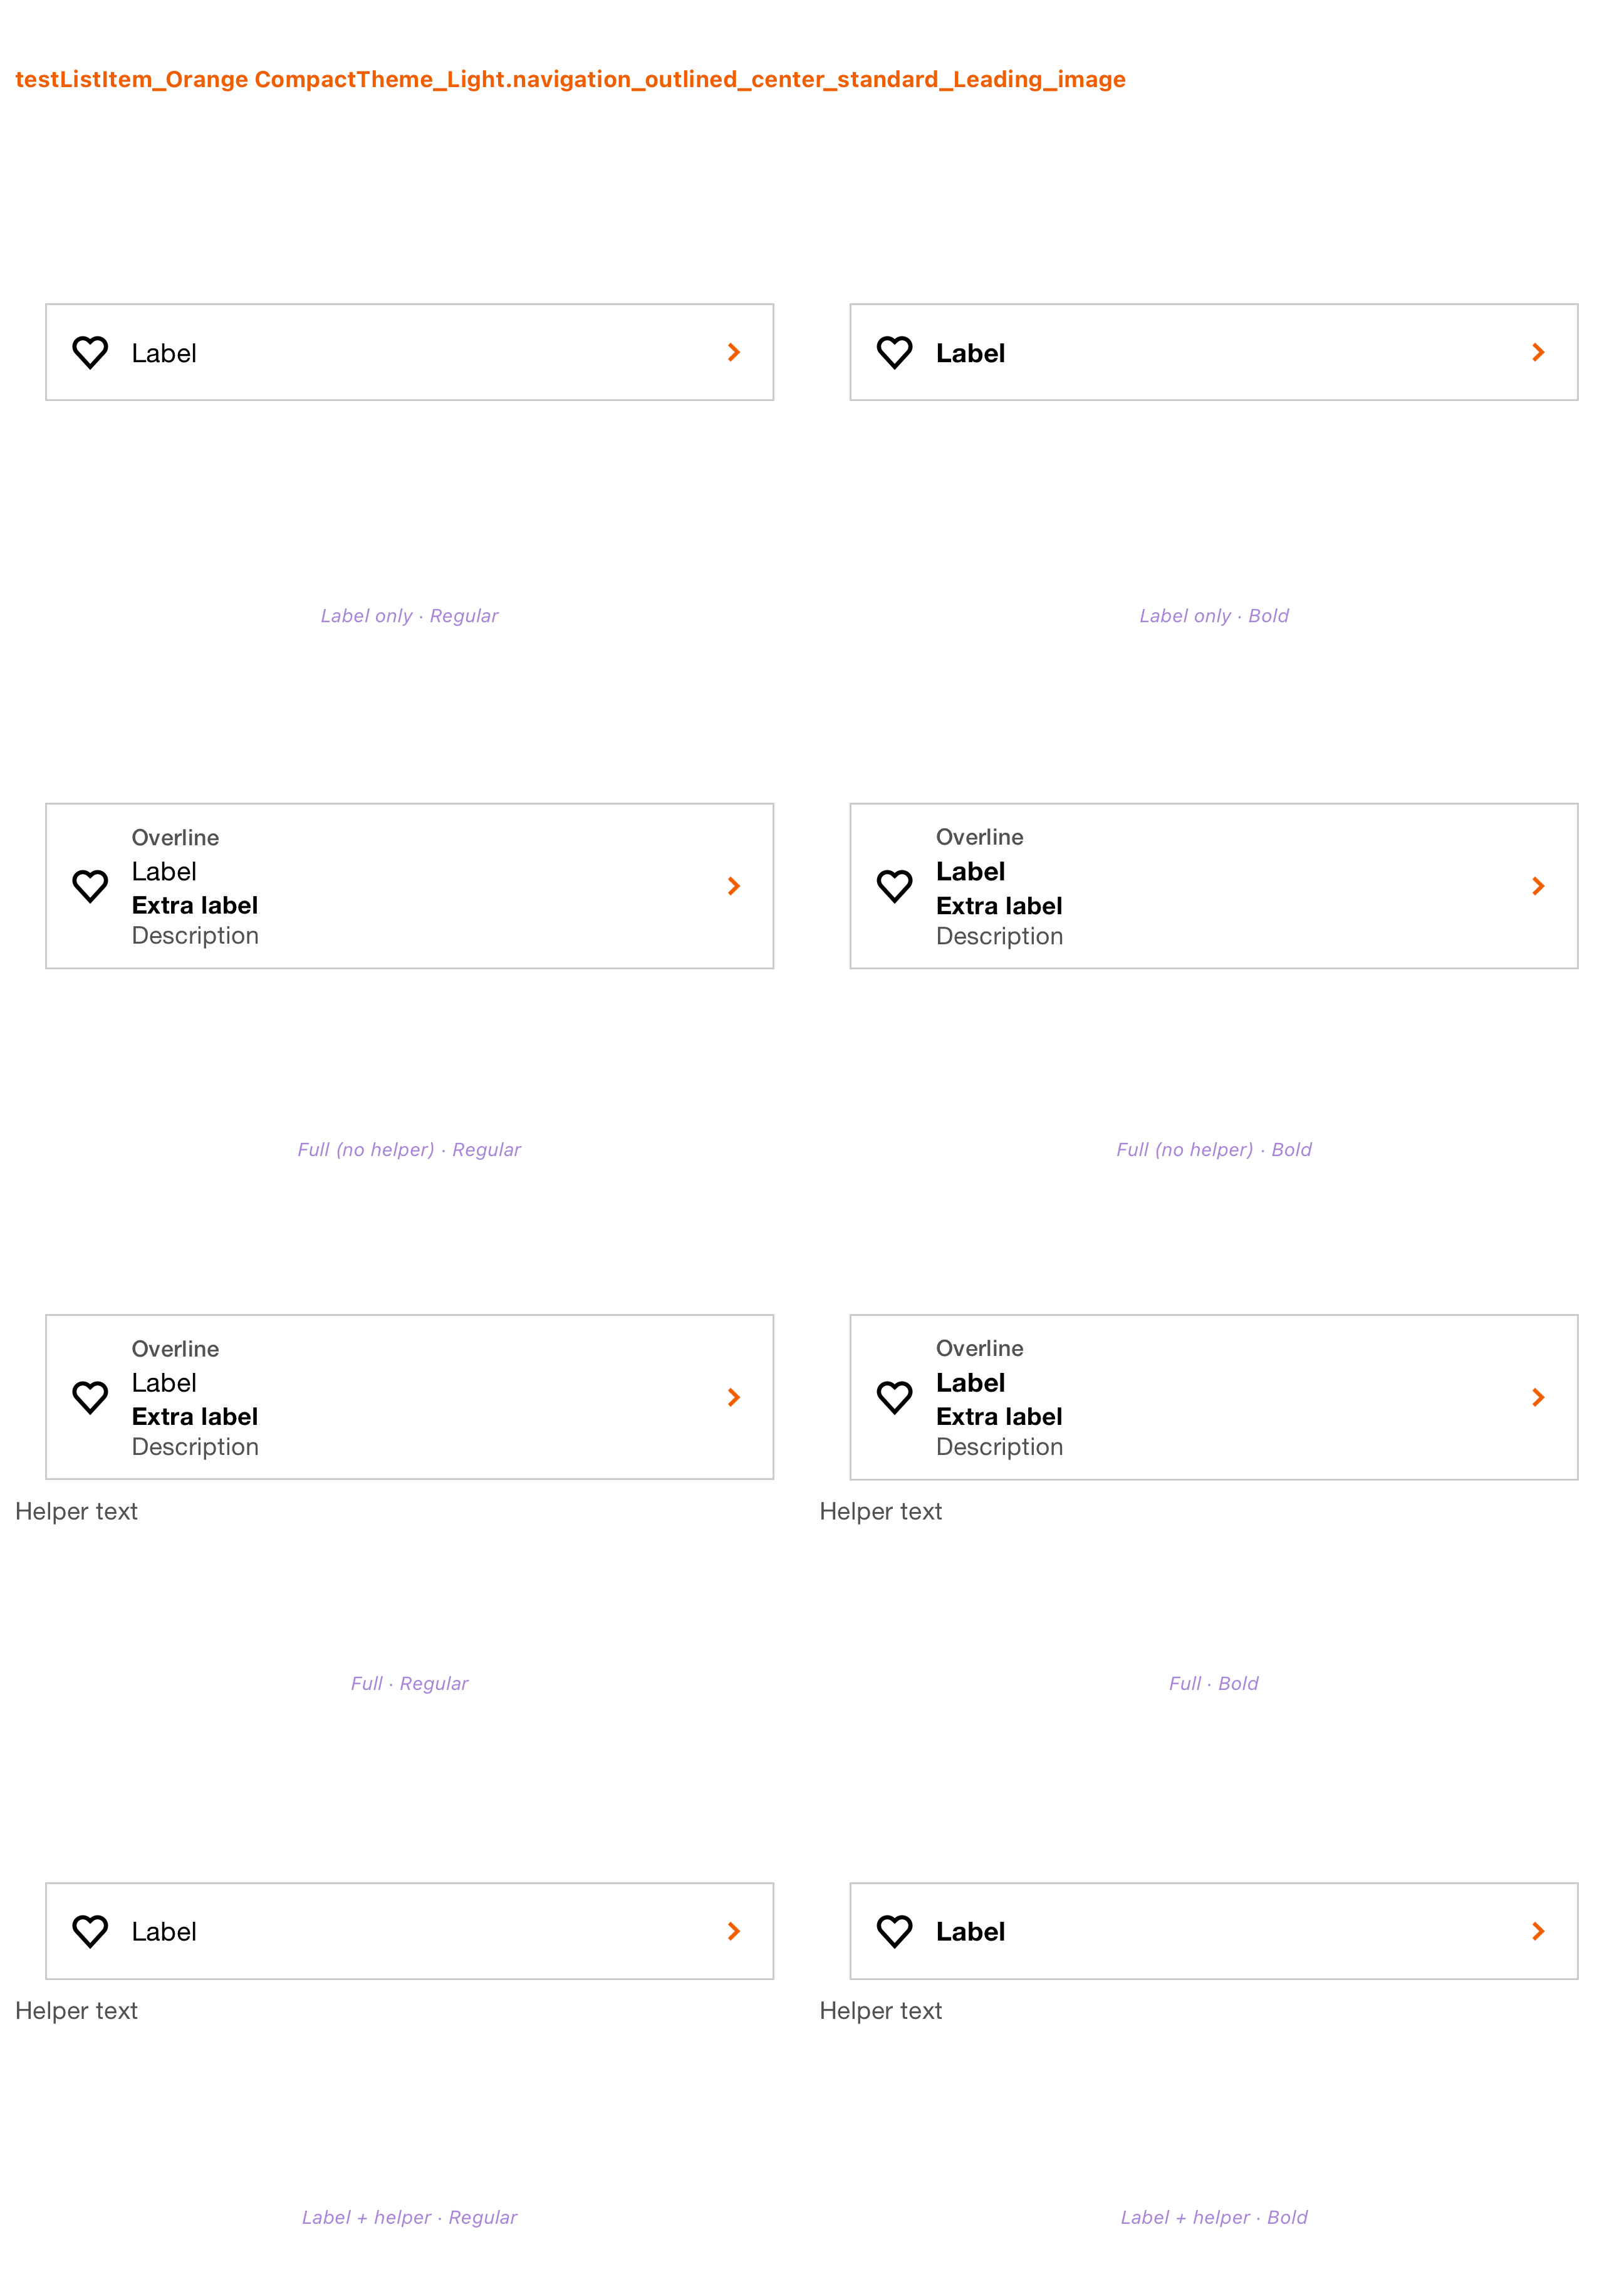 testListItem_Orange CompactTheme_Light.navigation_outlined_center_standard_Leading_image
Label
Label
Label only · Regular
Label only · Bold
Overline
Label
Extra label
Description
Overline
Label
Extra label
Description
Full (no helper) · Regular
Full (no helper) · Bold
Overline
Label
Extra label
Description
Helper text
Overline
Label
Extra label
Description
Helper text
Full · Regular
Full · Bold
Label
Helper text
Label
Helper text
Label + helper · Regular
Label + helper · Bold